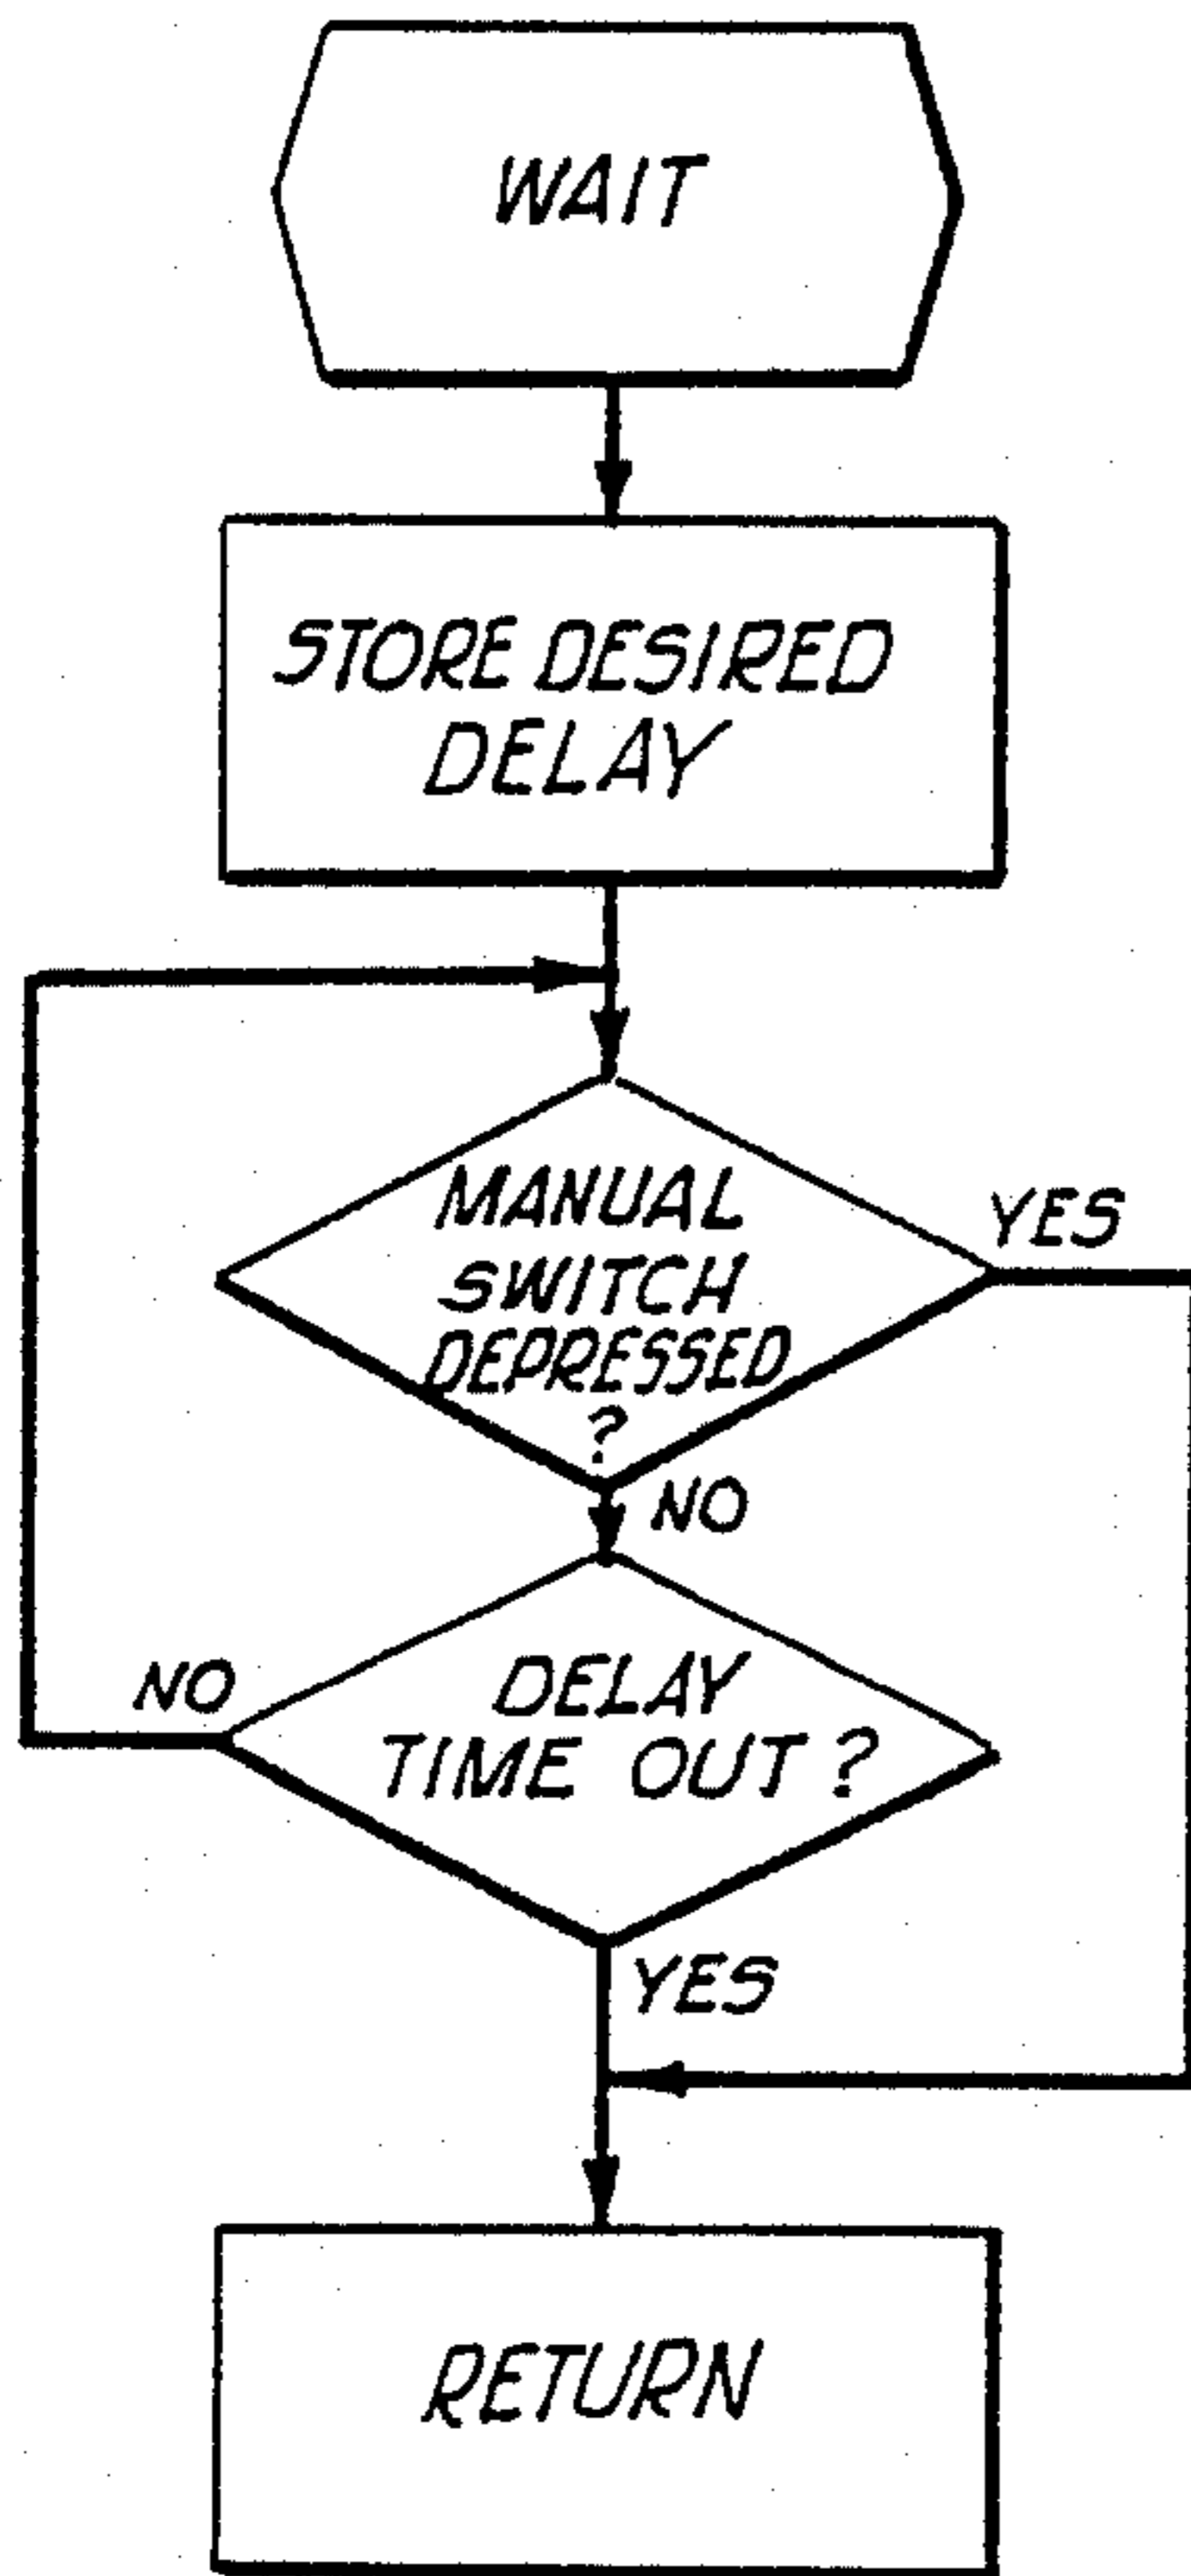 WAIT
STORE DESIRED
DELAY
MANUAL
SWITCH
DEPRESSED
?
YES
NO
DELAY
TIME OUT ?
NO
YES
RETURN